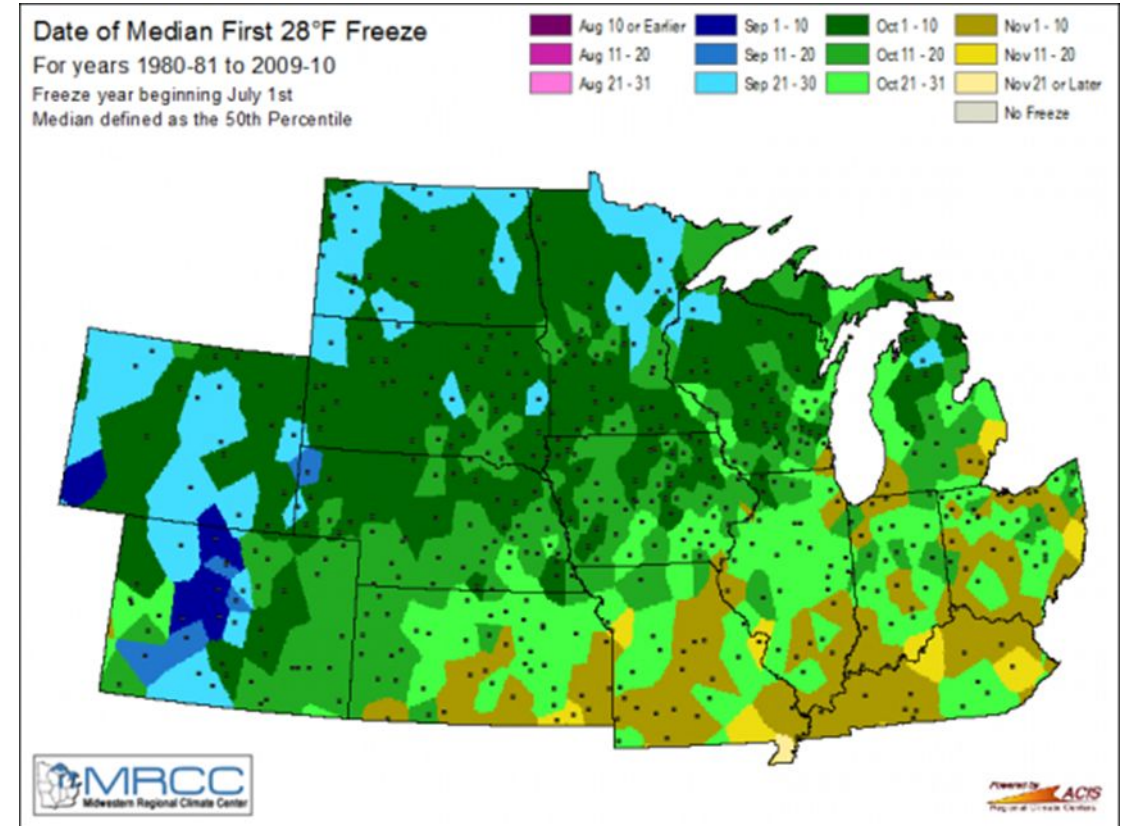 Date of Median First 28°F Freeze
For years 1980-81 to 2009-10
Freeze year beginning July 1st
Median defined as the 50th Percentile
Aug 10 or Earlier
Aug 11 - 20
Aug 21 - 31
Sep 1 - 10
Sep 11 - 20
Sep 21 - 30
Oct 1 - 10
Oct 11 - 20
Oct 21 - 31
Nov 1 - 10
Nov 11 - 20
Nov 21 or Later
No Freeze
MRCC
Midwestern Regional Climate Center
Powered by
ACIS
Regional Climate Centers